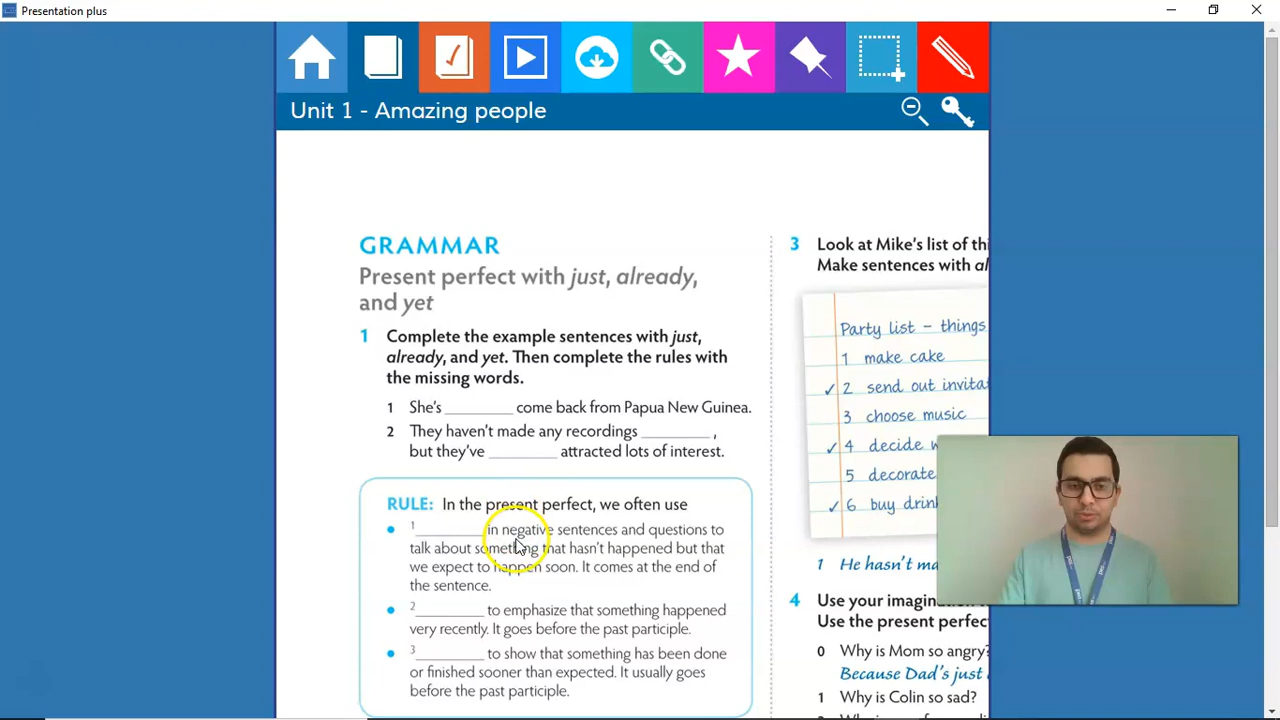 Presentation plus
Unit 1 - Amazing people
GRAMMAR
Present perfect with just, already,
and yet
1 Complete the example sentences with just,
already, and yet. Then complete the rules with
the missing words.
1 She's ________ come back from Papua New Guinea.
2 They haven't made any recordings ________ ,
but they've ________ attracted lots of interest.
RULE: In the present perfect, we often use
• 1 ________ in negative sentences and questions to
talk about something that hasn't happened but that
we expect to happen soon. It comes at the end of
the sentence.
• 2 ________ to emphasize that something happened
very recently. It goes before the past participle.
• 3 ________ to show that something has been done
or finished sooner than expected. It usually goes
before the past participle.
3 Look at Mike's list of
Make sentences with
Party list – things
1 make cake
✓ 2 send out
3 choose music
✓ 4 decide
5 decorate
✓ 6 buy
1 He hasn't
4 Use your
Use the present
0 Why is Mom so angry?
Because Dad's just
1 Why is Colin so sad?